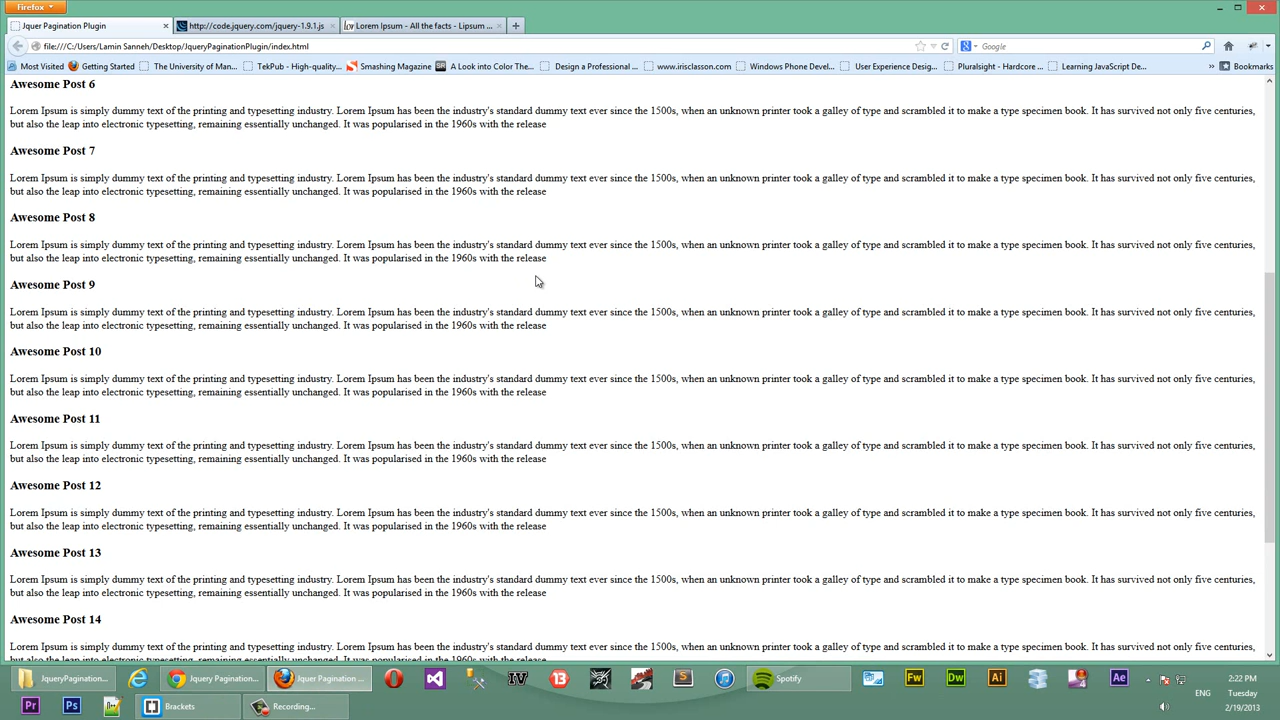 Firefox
Jquer Pagination Plugin
http://code.jquery.com/jquery-1.9.1.js
Lorem Ipsum - All the facts - Lipsum ...
file:///C:/Users/Lamin Sanneh/Desktop/JqueryPaginationPlugin/index.html
Google
Most Visited
Getting Started
The University of Man...
TekPub - High-quality...
Smashing Magazine
A Look into Color The...
Design a Professional ...
www.irisclasson.com
Windows Phone Devel...
User Experience Desig...
Pluralsight - Hardcore ...
Learning JavaScript De...
Bookmarks
Awesome Post 6
Lorem Ipsum is simply dummy text of the printing and typesetting industry. Lorem Ipsum has been the industry's standard dummy text ever since the 1500s, when an unknown printer took a galley of type and scrambled it to make a type specimen book. It has survived not only five centuries,
but also the leap into electronic typesetting, remaining essentially unchanged. It was popularised in the 1960s with the release
Awesome Post 7
Lorem Ipsum is simply dummy text of the printing and typesetting industry. Lorem Ipsum has been the industry's standard dummy text ever since the 1500s, when an unknown printer took a galley of type and scrambled it to make a type specimen book. It has survived not only five centuries,
but also the leap into electronic typesetting, remaining essentially unchanged. It was popularised in the 1960s with the release
Awesome Post 8
Lorem Ipsum is simply dummy text of the printing and typesetting industry. Lorem Ipsum has been the industry's standard dummy text ever since the 1500s, when an unknown printer took a galley of type and scrambled it to make a type specimen book. It has survived not only five centuries,
but also the leap into electronic typesetting, remaining essentially unchanged. It was popularised in the 1960s with the release
Awesome Post 9
Lorem Ipsum is simply dummy text of the printing and typesetting industry. Lorem Ipsum has been the industry's standard dummy text ever since the 1500s, when an unknown printer took a galley of type and scrambled it to make a type specimen book. It has survived not only five centuries,
but also the leap into electronic typesetting, remaining essentially unchanged. It was popularised in the 1960s with the release
Awesome Post 10
Lorem Ipsum is simply dummy text of the printing and typesetting industry. Lorem Ipsum has been the industry's standard dummy text ever since the 1500s, when an unknown printer took a galley of type and scrambled it to make a type specimen book. It has survived not only five centuries,
but also the leap into electronic typesetting, remaining essentially unchanged. It was popularised in the 1960s with the release
Awesome Post 11
Lorem Ipsum is simply dummy text of the printing and typesetting industry. Lorem Ipsum has been the industry's standard dummy text ever since the 1500s, when an unknown printer took a galley of type and scrambled it to make a type specimen book. It has survived not only five centuries,
but also the leap into electronic typesetting, remaining essentially unchanged. It was popularised in the 1960s with the release
Awesome Post 12
Lorem Ipsum is simply dummy text of the printing and typesetting industry. Lorem Ipsum has been the industry's standard dummy text ever since the 1500s, when an unknown printer took a galley of type and scrambled it to make a type specimen book. It has survived not only five centuries,
but also the leap into electronic typesetting, remaining essentially unchanged. It was popularised in the 1960s with the release
Awesome Post 13
Lorem Ipsum is simply dummy text of the printing and typesetting industry. Lorem Ipsum has been the industry's standard dummy text ever since the 1500s, when an unknown printer took a galley of type and scrambled it to make a type specimen book. It has survived not only five centuries,
but also the leap into electronic typesetting, remaining essentially unchanged. It was popularised in the 1960s with the release
Awesome Post 14
Lorem Ipsum is simply dummy text of the printing and typesetting industry. Lorem Ipsum has been the industry's standard dummy text ever since the 1500s, when an unknown printer took a galley of type and scrambled it to make a type specimen book. It has survived not only five centuries,
but also the leap into electronic typesetting, remaining essentially unchanged. It was popularised in the 1960s with the release
JqueryPagination...
Jquery Pagination...
Jquer Pagination ...
IV
13
S
Spotify
Fw
Dw
Ai
Ae
2:22 PM
ENG
Tuesday
2/19/2013
Pr
Ps
Brackets
Recording...